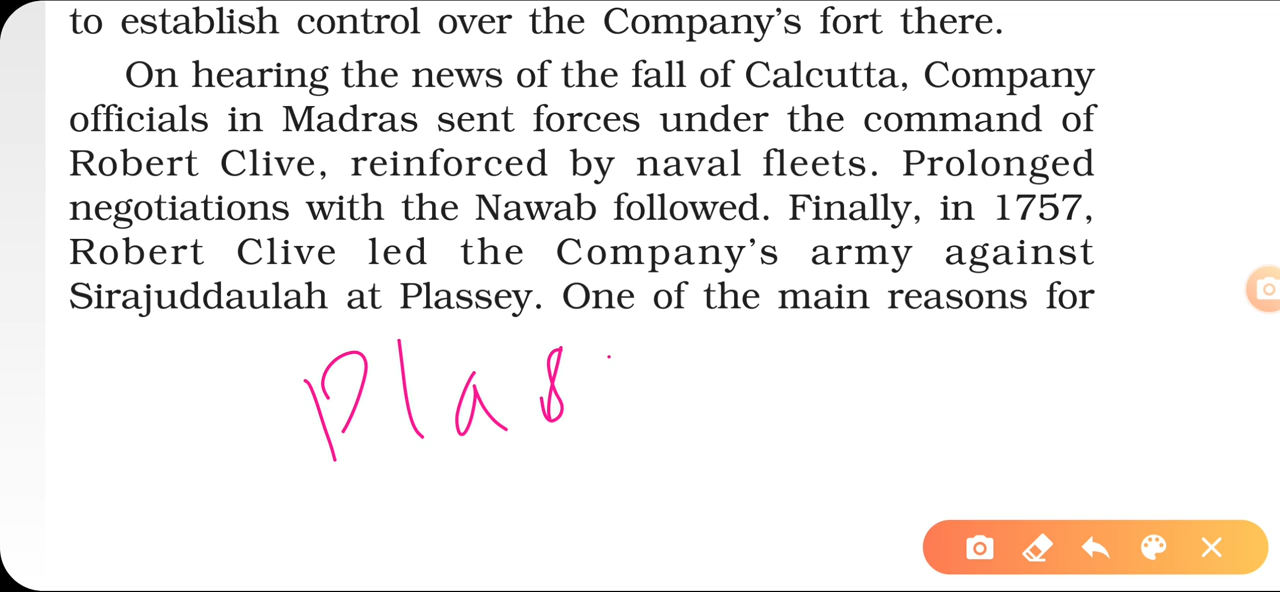 to establish control over the Company’s fort there.
On hearing the news of the fall of Calcutta, Company
officials in Madras sent forces under the command of
Robert Clive, reinforced by naval fleets. Prolonged
negotiations with the Nawab followed. Finally, in 1757,
Robert Clive led the Company’s army against
Sirajuddaulah at Plassey. One of the main reasons for
Plas